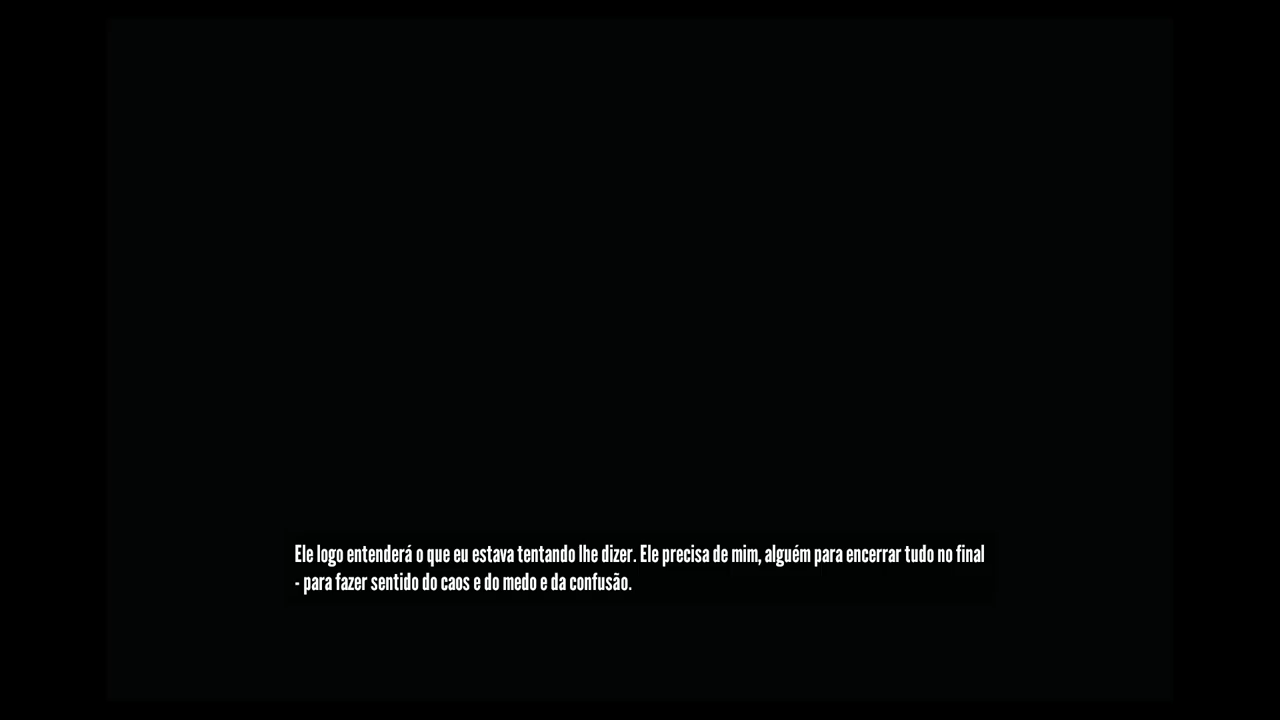 Ele logo entenderá o que eu estava tentando lhe dizer. Ele precisa de mim, alguém para encerrar tudo no final
- para fazer sentido do caos e do medo e da confusão.